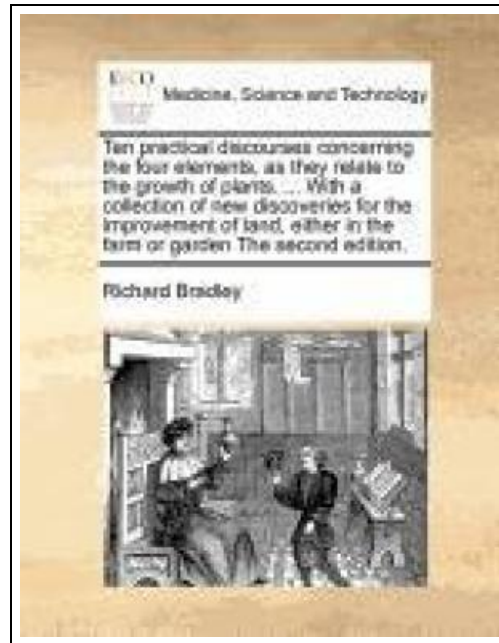 ECCO
Medicine, Science and Technology
Ten practical discourses concerning
the four elements, as they relate to
the growth of plants. ... With a
collection of new discoveries for the
improvement of land, either in the
farm or garden The second edition.
Richard Bradley